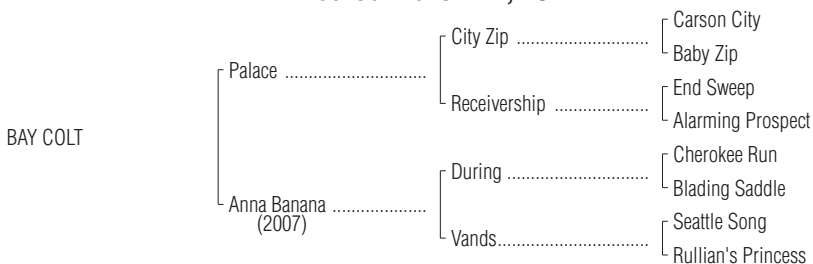 Carson City
City Zip ............................
Baby Zip
Palace ..............................
End Sweep
Receivership ....................
Alarming Prospect
BAY COLT
Cherokee Run
During ..............................
Blading Saddle
Anna Banana ....................
(2007)
Seattle Song
Vands................................
Rullian's Princess